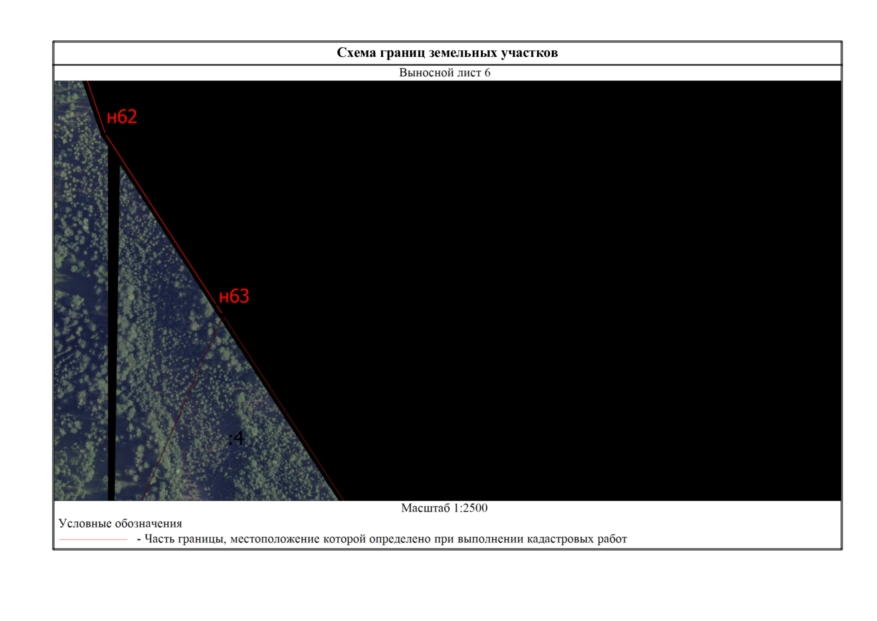 Схема границ земельных участков
Выносной лист 6
н62
н63
:4
Масштаб 1:2500
Условные обозначения
- Часть границы, местоположение которой определено при выполнении кадастровых работ